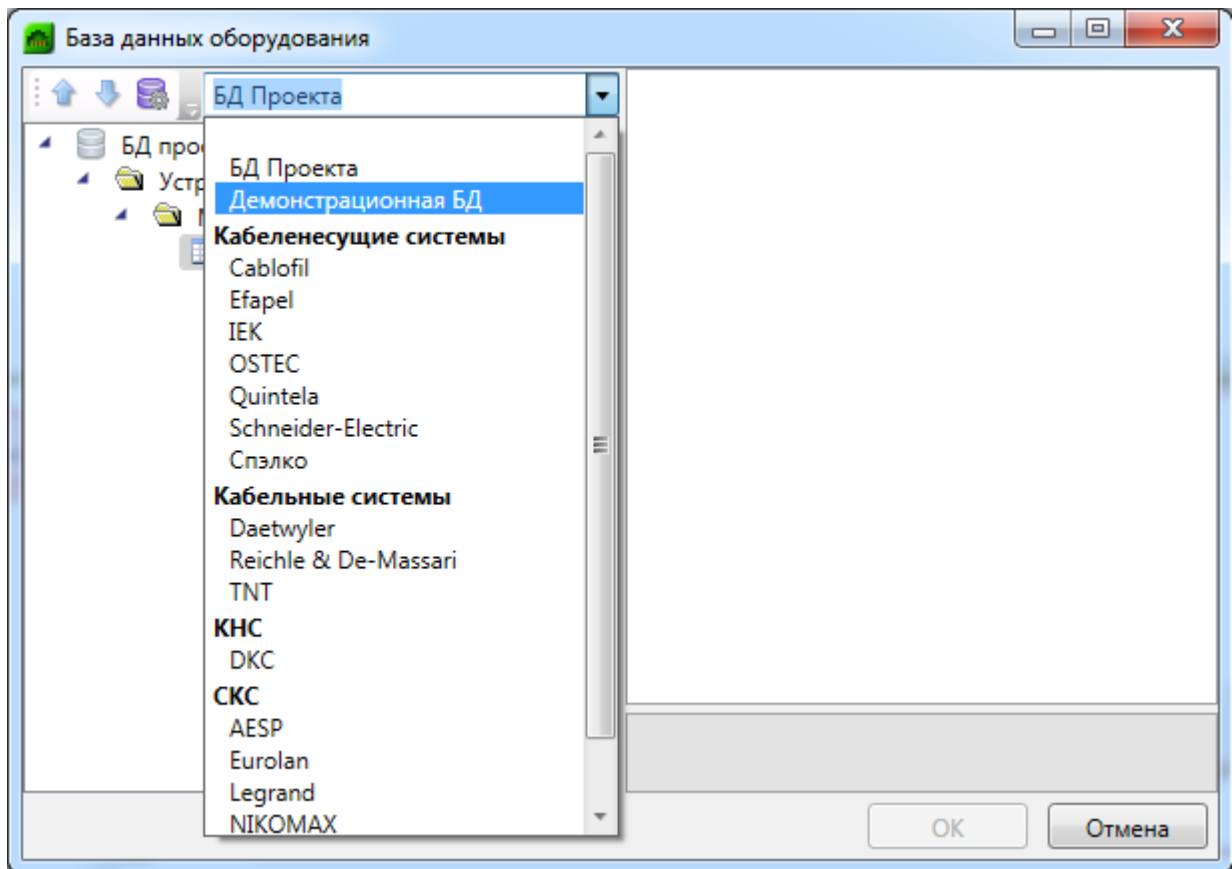 База данных оборудования
БД Проекта
БД про
Устр
БД Проекта
Демонстрационная БД
Кабеленесущие системы
Cablofil
Efapel
IEK
OSTEC
Quintela
Schneider-Electric
Спэлко
Кабельные системы
Daetwyler
Reichle & De-Massari
TNT
КНС
DKC
СКС
AESP
Eurolan
Legrand
NIKOMAX
OK
Отмена